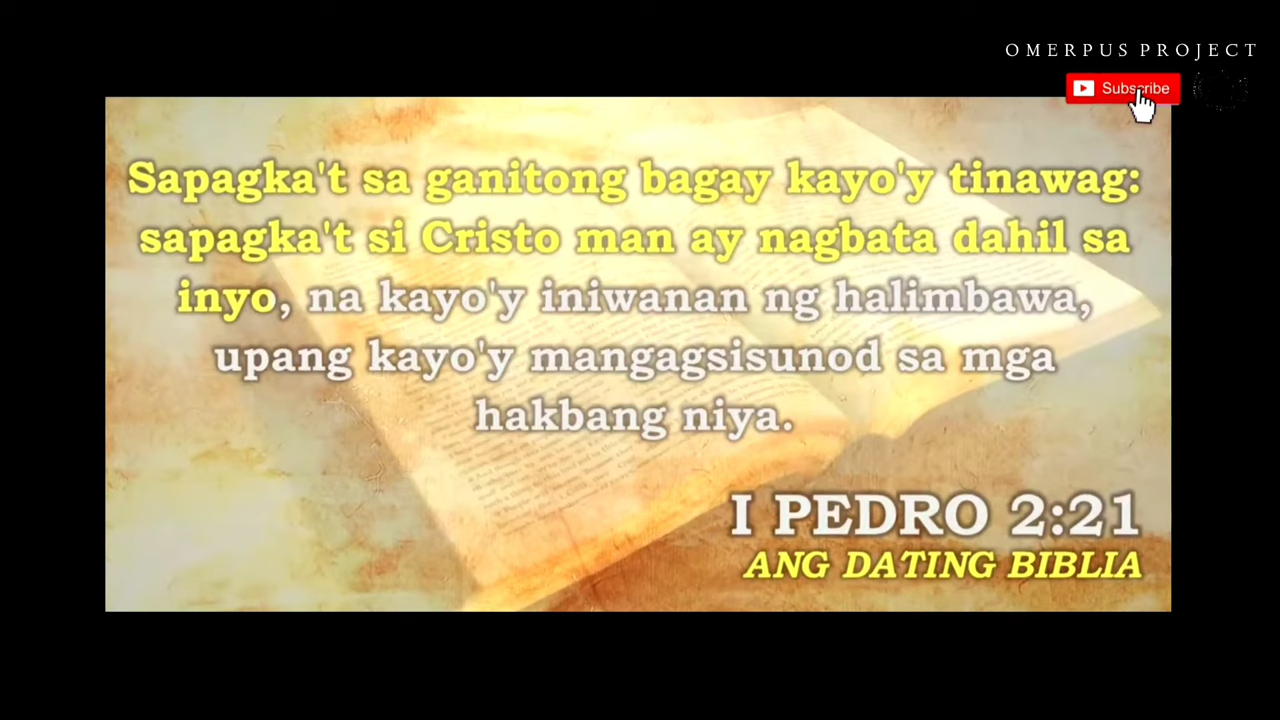 OMERPUS PROJECT
Subscribe
Sapagka't sa ganitong bagay kayo'y tinawag:
sapagka't si Cristo man ay nagbata dahil sa
inyo, na kayo'y iniwanan ng halimbawa,
upang kayo'y mangagsisunod sa mga
hakbang niya.
I PEDRO 2:21
ANG DATING BIBLIA